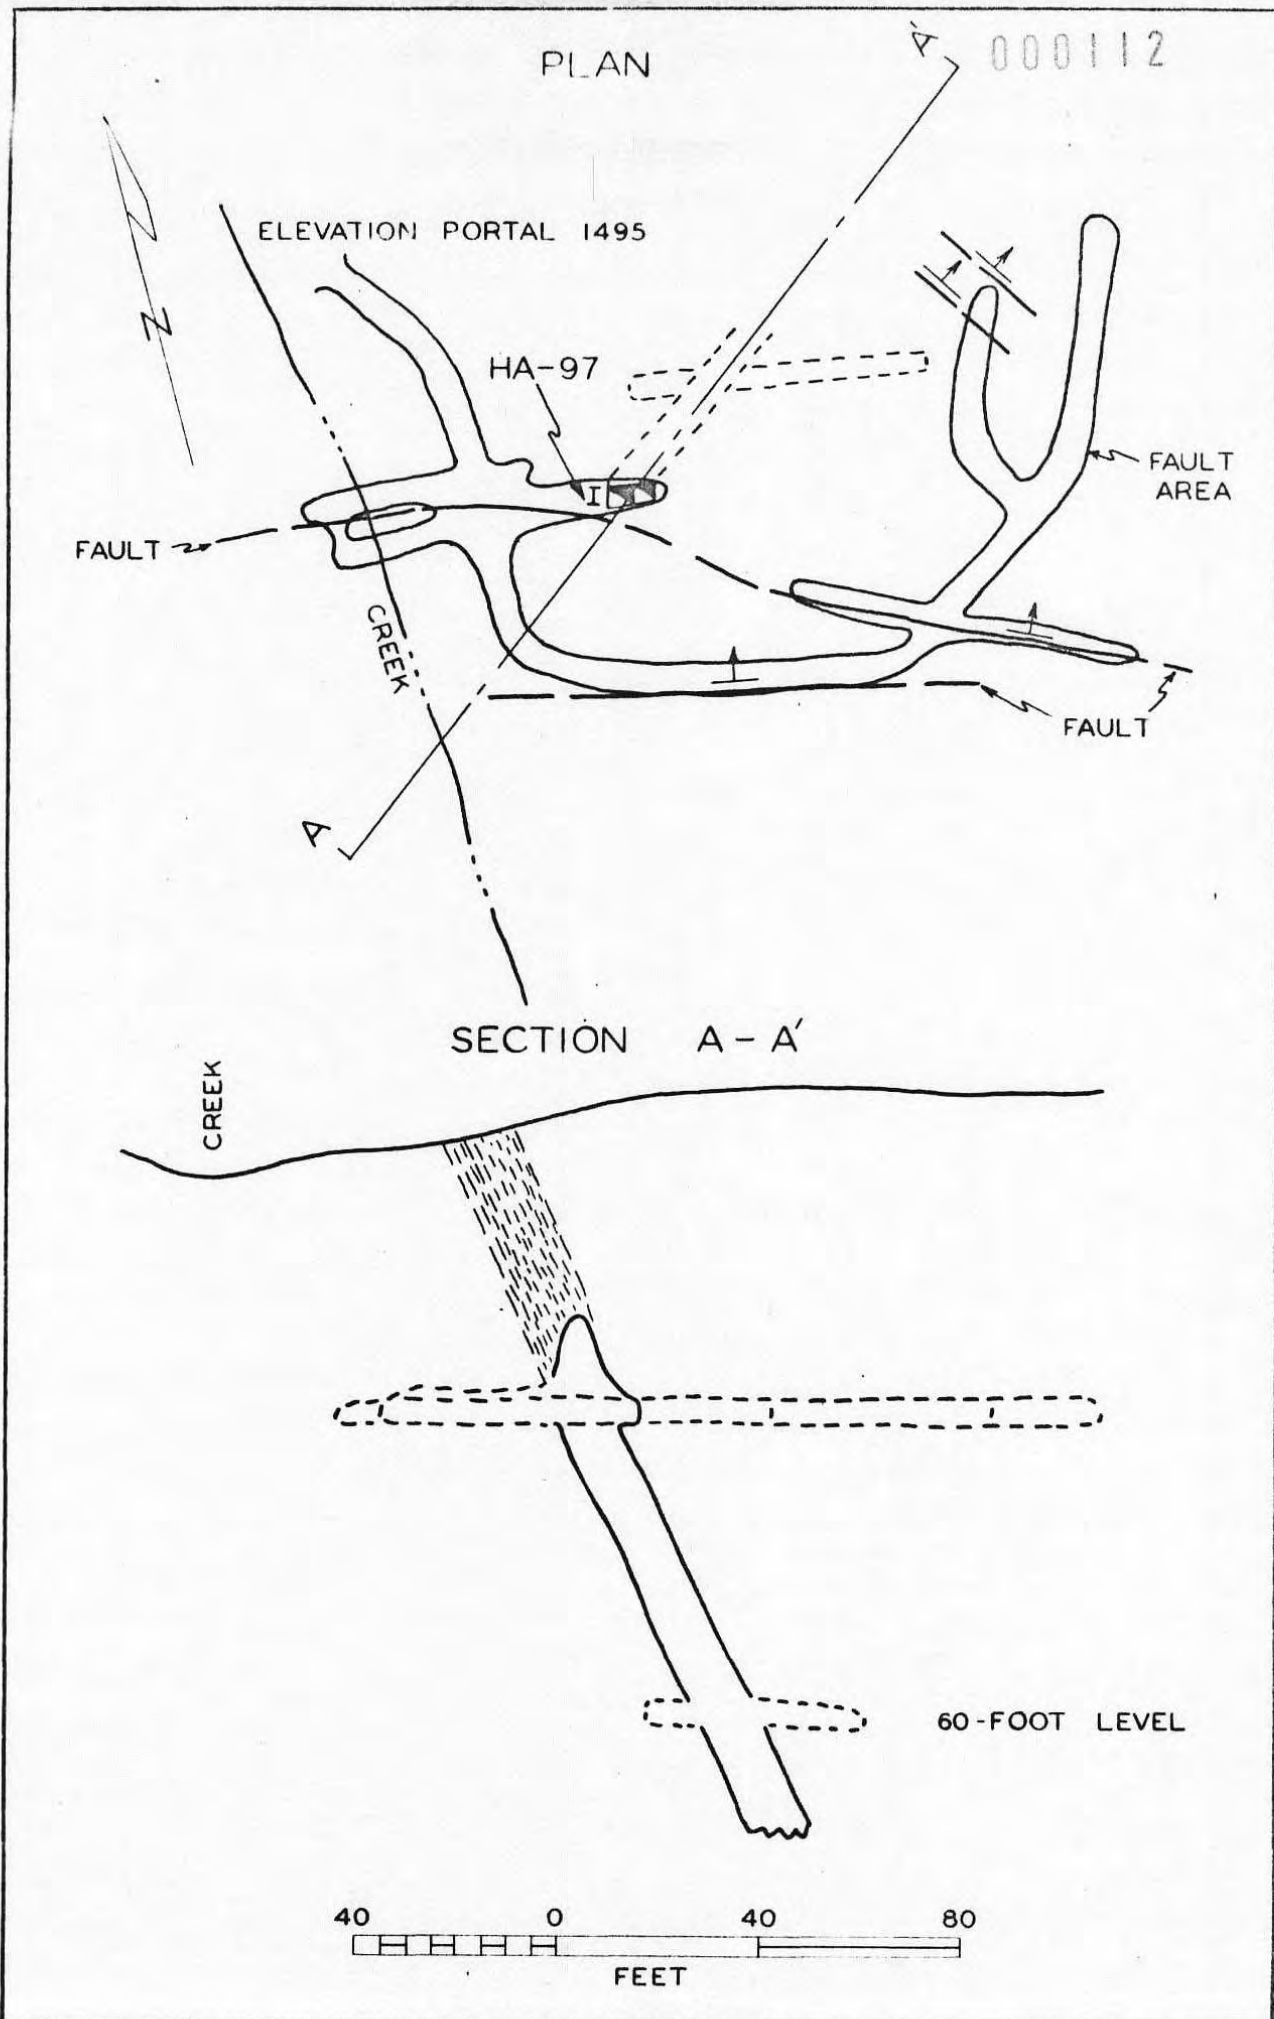 PLAN
A'
000112
N
ELEVATION PORTAL 1495
HA-97
I
FAULT
AREA
FAULT
CREEK
FAULT
A
SECTION A-A'
CREEK
60-FOOT LEVEL
40 0 40 80
FEET